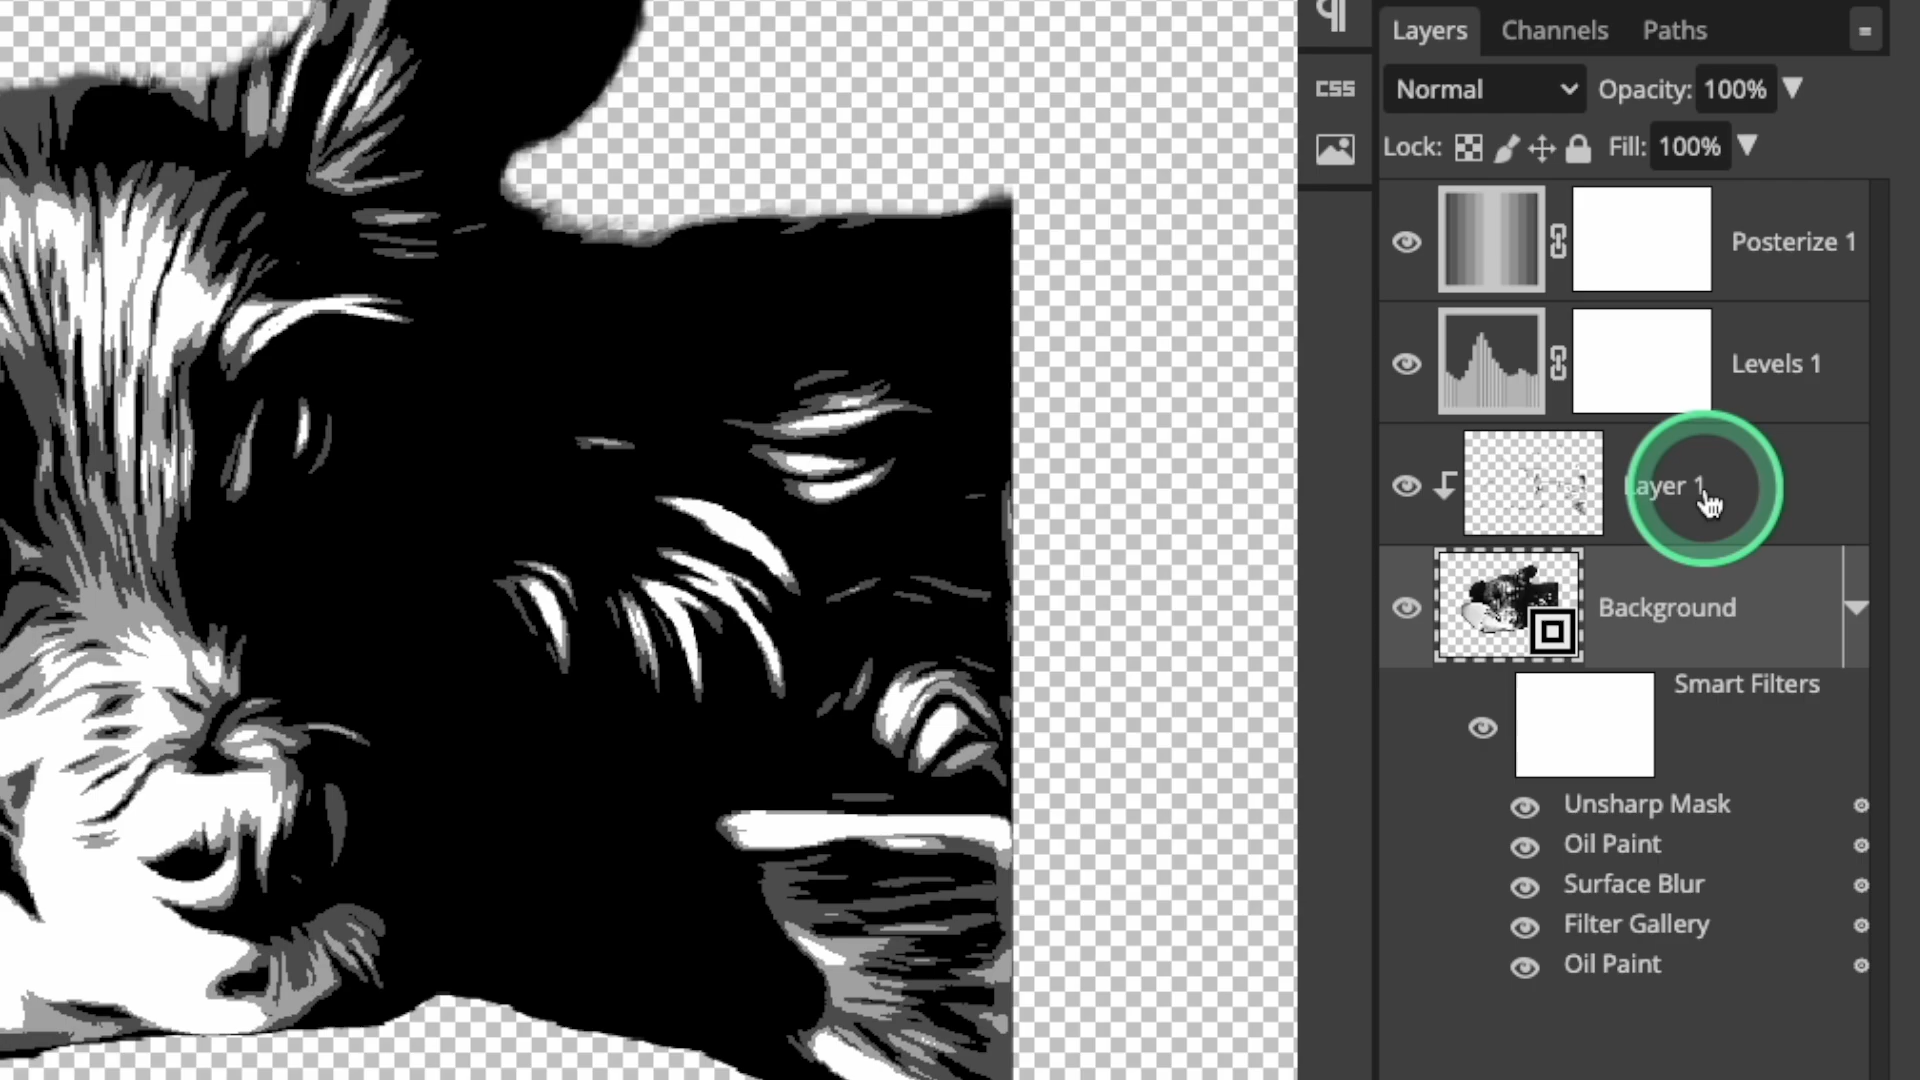 Layers Channels Paths
CSS
Normal Opacity: 100%
Lock: Fill: 100%
Posterize 1
Levels 1
Layer 1
Background
Smart Filters
Unsharp Mask
Oil Paint
Surface Blur
Filter Gallery
Oil Paint